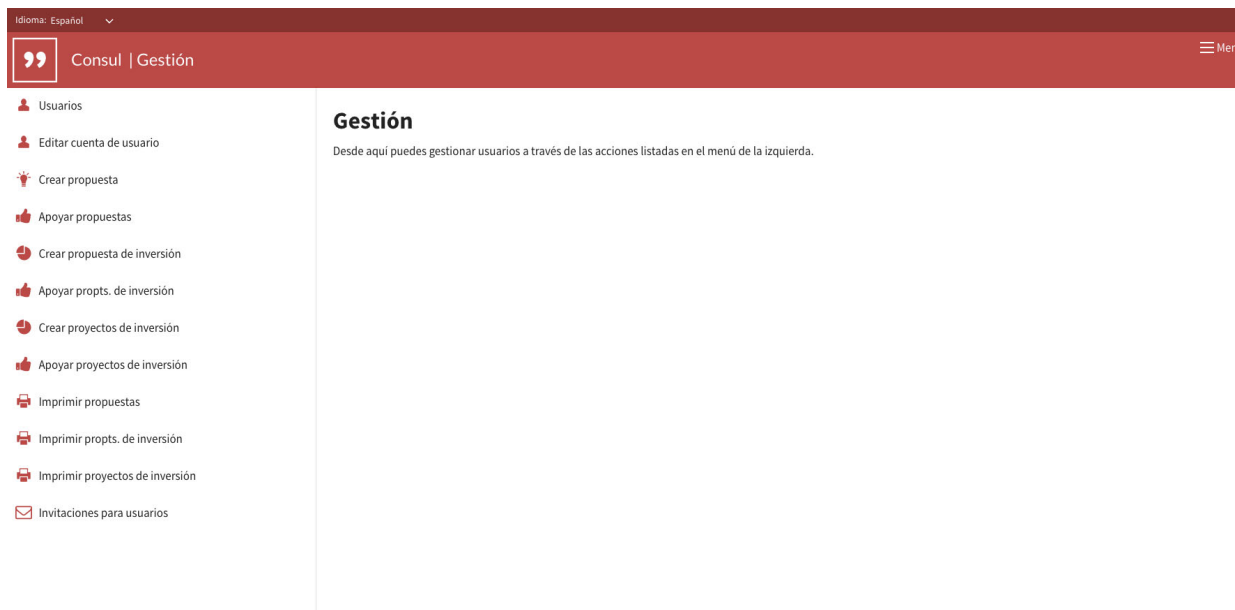 Idioma: Español
Consul | Gestión
Usuarios
Editar cuenta de usuario
Crear propuesta
Apoyar propuestas
Crear propuesta de inversión
Apoyar propts. de inversión
Crear proyectos de inversión
Apoyar proyectos de inversión
Imprimir propuestas
Imprimir propts. de inversión
Imprimir proyectos de inversión
Invitaciones para usuarios
Gestión
Desde aquí puedes gestionar usuarios a través de las acciones listadas en el menú de la izquierda.